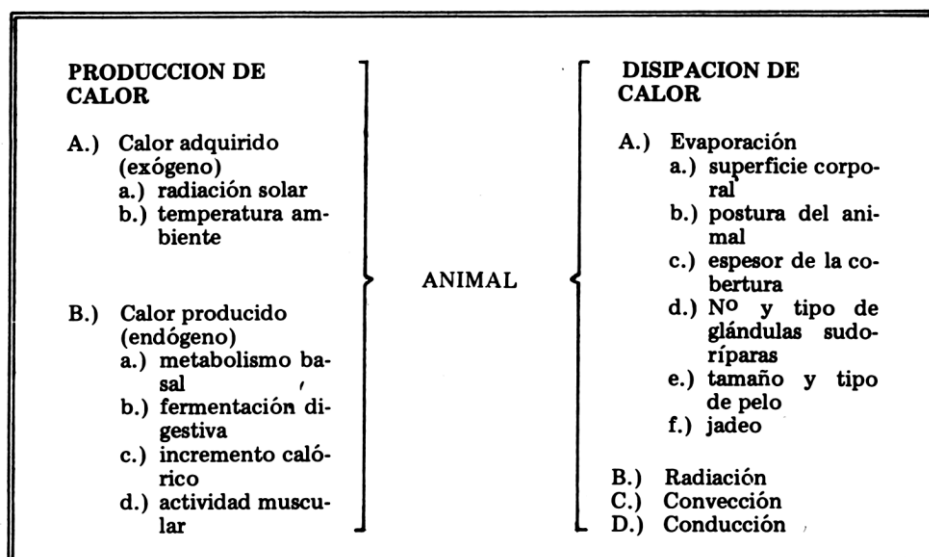 PRODUCCION DE
CALOR
A.) Calor adquirido
(exógeno)
a.) radiación solar
b.) temperatura am-
biente
B.) Calor producido
(endógeno)
a.) metabolismo ba-
sal
b.) fermentación di-
gestiva
c.) incremento caló-
rico
d.) actividad muscu-
lar
ANIMAL
DISIPACION DE
CALOR
A.) Evaporación
a.) superficie corpo-
ral
b.) postura del ani-
mal
c.) espesor de la co-
bertura
d.) Nº y tipo de
glándulas sudo-
ríparas
e.) tamaño y tipo
de pelo
f.) jadeo
B.) Radiación
C.) Convección
D.) Conducción